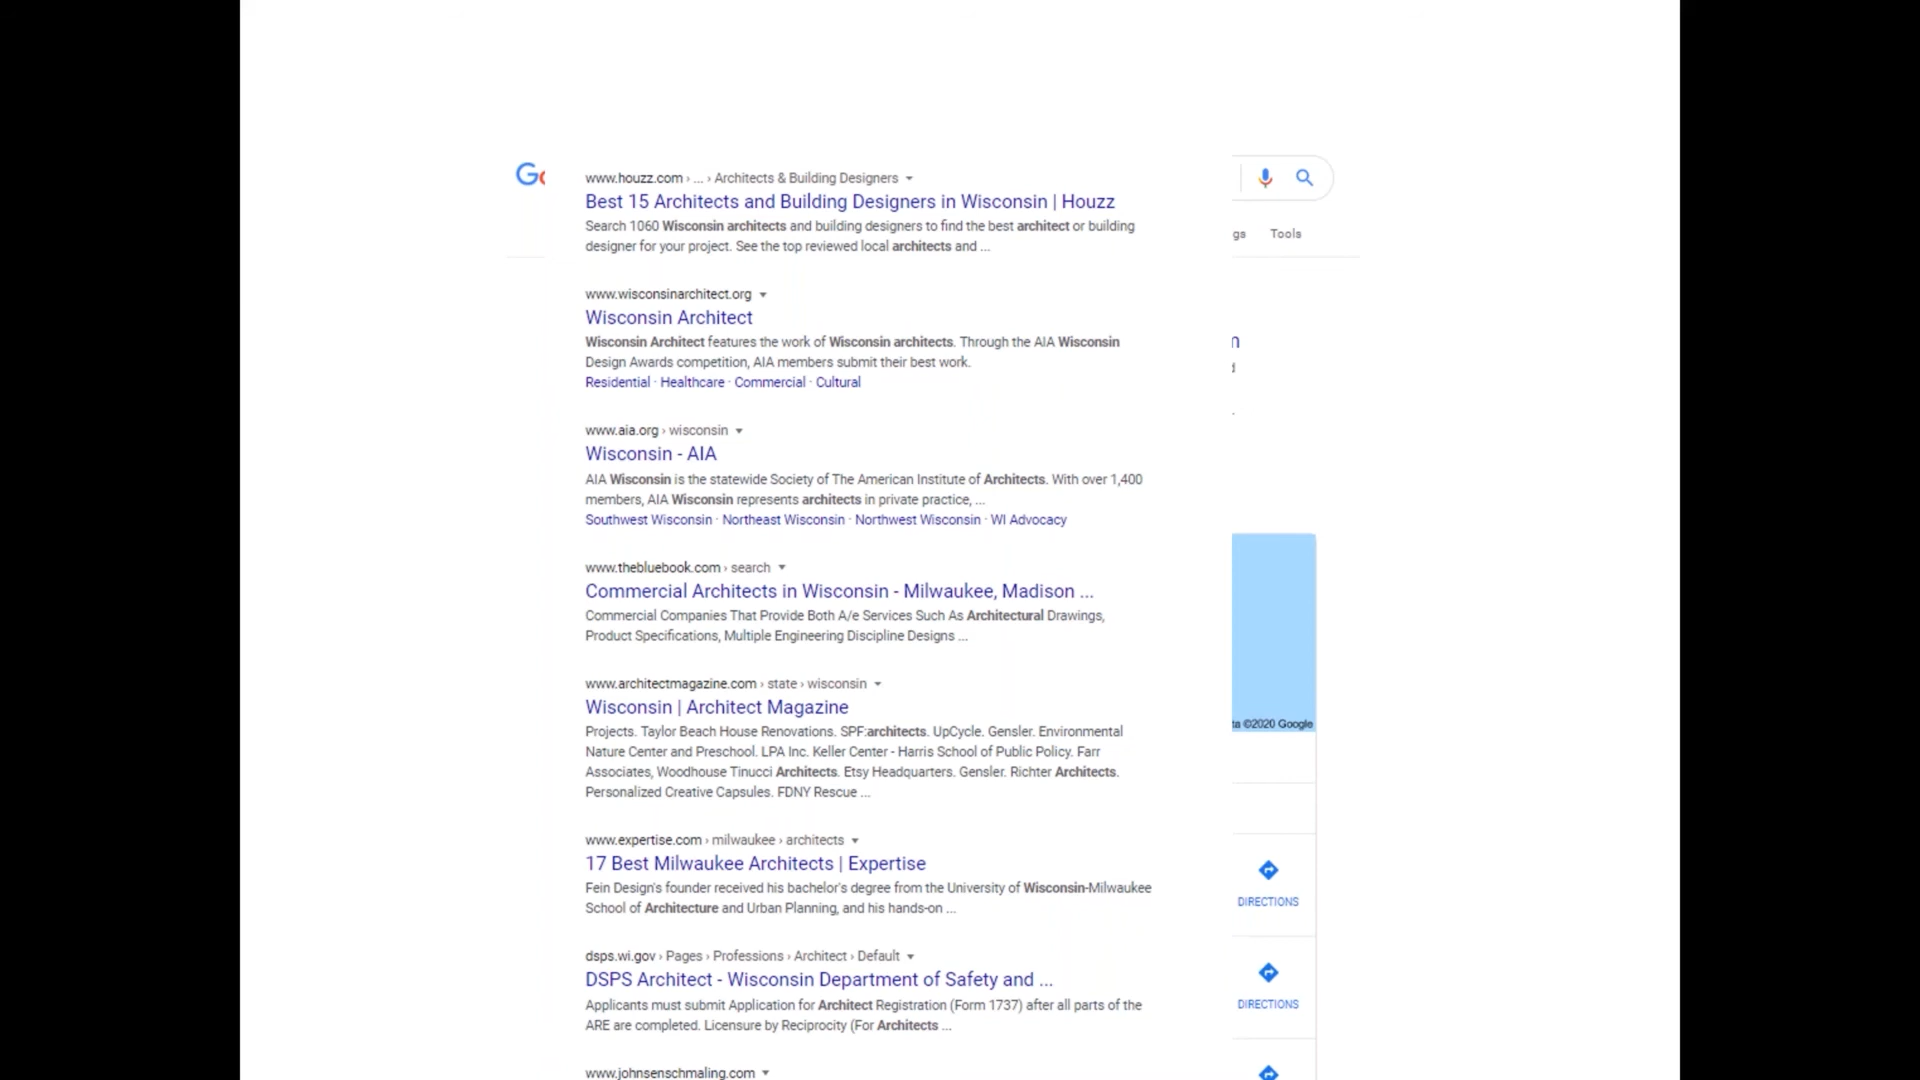 Go
www.houzz.com › ... › Architects & Building Designers
Best 15 Architects and Building Designers in Wisconsin | Houzz
Search 1060 Wisconsin architects and building designers to find the best architect or building
designer for your project. See the top reviewed local architects and ...
gs Tools
www.wisconsinarchitect.org
Wisconsin Architect
Wisconsin Architect features the work of Wisconsin architects. Through the AIA Wisconsin
Design Awards competition, AIA members submit their best work.
Residential · Healthcare · Commercial · Cultural
n
www.aia.org › wisconsin
Wisconsin - AIA
AIA Wisconsin is the statewide Society of The American Institute of Architects. With over 1,400
members, AIA Wisconsin represents architects in private practice, ...
Southwest Wisconsin · Northeast Wisconsin · Northwest Wisconsin · WI Advocacy
www.thebluebook.com › search
Commercial Architects in Wisconsin - Milwaukee, Madison ...
Commercial Companies That Provide Both A/e Services Such As Architectural Drawings,
Product Specifications, Multiple Engineering Discipline Designs ...
www.architectmagazine.com › state › wisconsin
Wisconsin | Architect Magazine
Projects. Taylor Beach House Renovations. SPF:architects. UpCycle. Gensler. Environmental
Nature Center and Preschool. LPA Inc. Keller Center - Harris School of Public Policy. Farr
Associates, Woodhouse Tinucci Architects. Etsy Headquarters. Gensler. Richter Architects.
Personalized Creative Capsules. FDNY Rescue ...
ta ©2020 Google
www.expertise.com › milwaukee › architects
17 Best Milwaukee Architects | Expertise
Fein Design's founder received his bachelor's degree from the University of Wisconsin-Milwaukee
School of Architecture and Urban Planning, and his hands-on ...
DIRECTIONS
dsps.wi.gov › Pages › Professions › Architect › Default
DSPS Architect - Wisconsin Department of Safety and ...
Applicants must submit Application for Architect Registration (Form 1737) after all parts of the
ARE are completed. Licensure by Reciprocity (For Architects ...
DIRECTIONS
www.johnsenschmaling.com